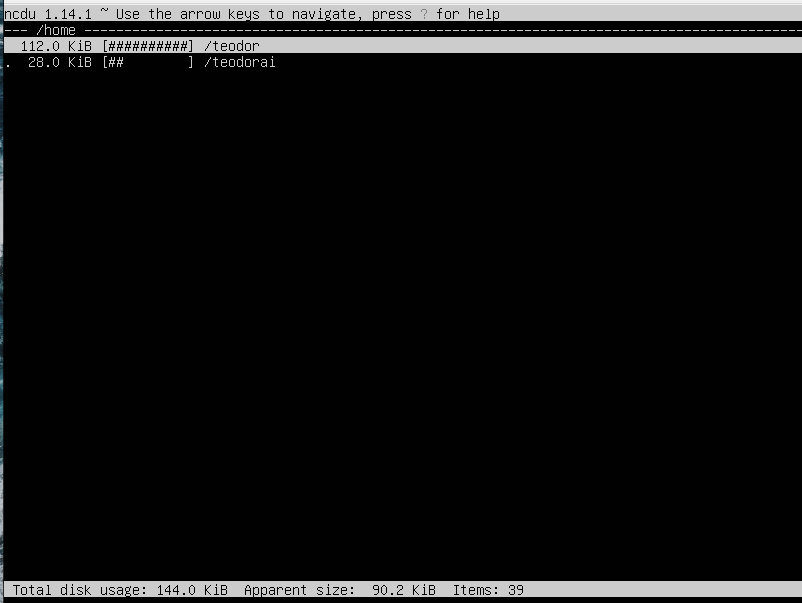 ncdu 1.14.1 ~ Use the arrow keys to navigate, press ? for help
--- /home ----------------------------------------------------------------------------------------
  112.0 KiB [##########] /teodor
.  28.0 KiB [##        ] /teodorai
 Total disk usage: 144.0 KiB  Apparent size:  90.2 KiB  Items: 39